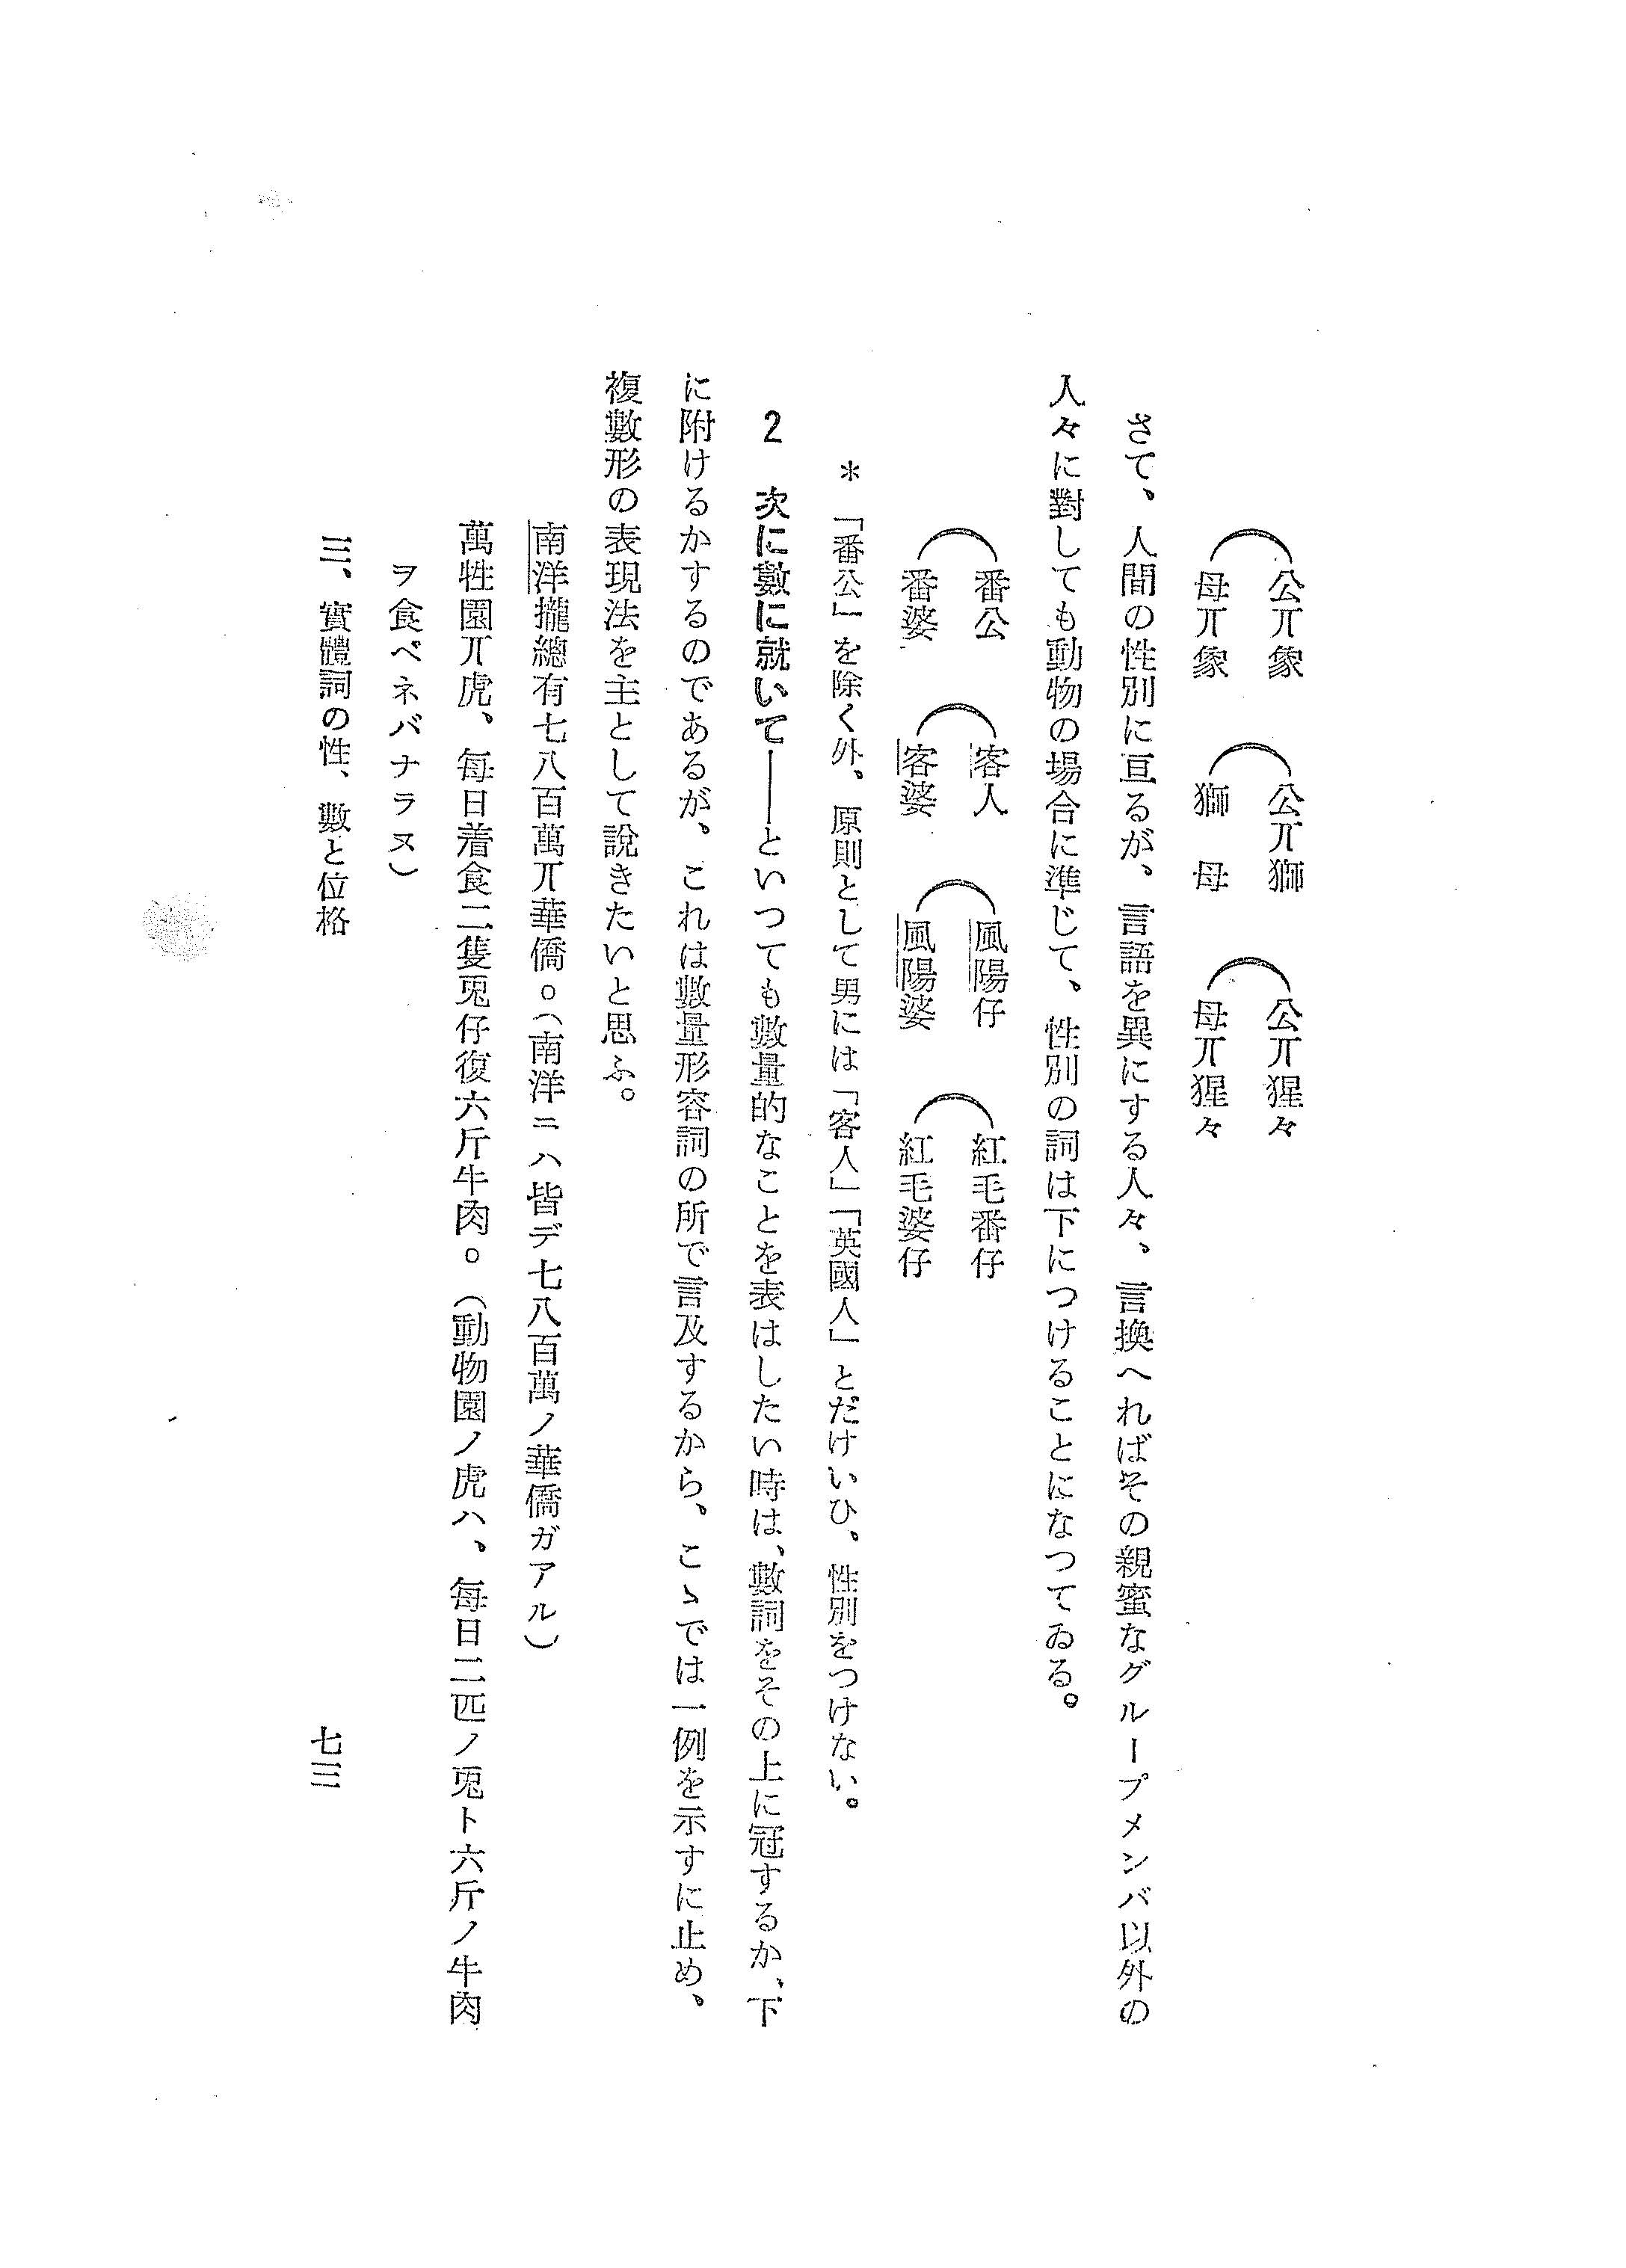 公丌象　公丌獅　公丌猩々
母丌象　獅　母　母丌猩々
さて、人間の性別に亘るが、言語を異にする人々、言換へればその親蜜なグループメンバ以外の
人々に對しても動物の場合に準じて、性別の詞は下につけることになつてゐる。
番公　客人　風陽仔　紅毛番仔
番婆　客婆　風陽婆　紅毛婆仔
＊「番公」を除く外、原則として男には「客人」「英國人」とだけいひ、性別をつけない。
2　次に數に就いて——といつても數量的なことを表はしたい時は、數詞をその上に冠するか、下
に附けるかするのであるが、これは數量形容詞の所で言及するから、こゝでは一例を示すに止め、
複數形の表現法を主として說きたいと思ふ。
南洋攏總有七八百萬丌華僑。（南洋ニハ皆デ七八百萬ノ華僑ガアル）
萬牲園丌虎、每日着食二隻兎仔復六斤牛肉。（動物園ノ虎ハ、每日二匹ノ兎ト六斤ノ牛肉
ヲ食ベネバナラヌ）
三、實體詞の性、數と位格
七三